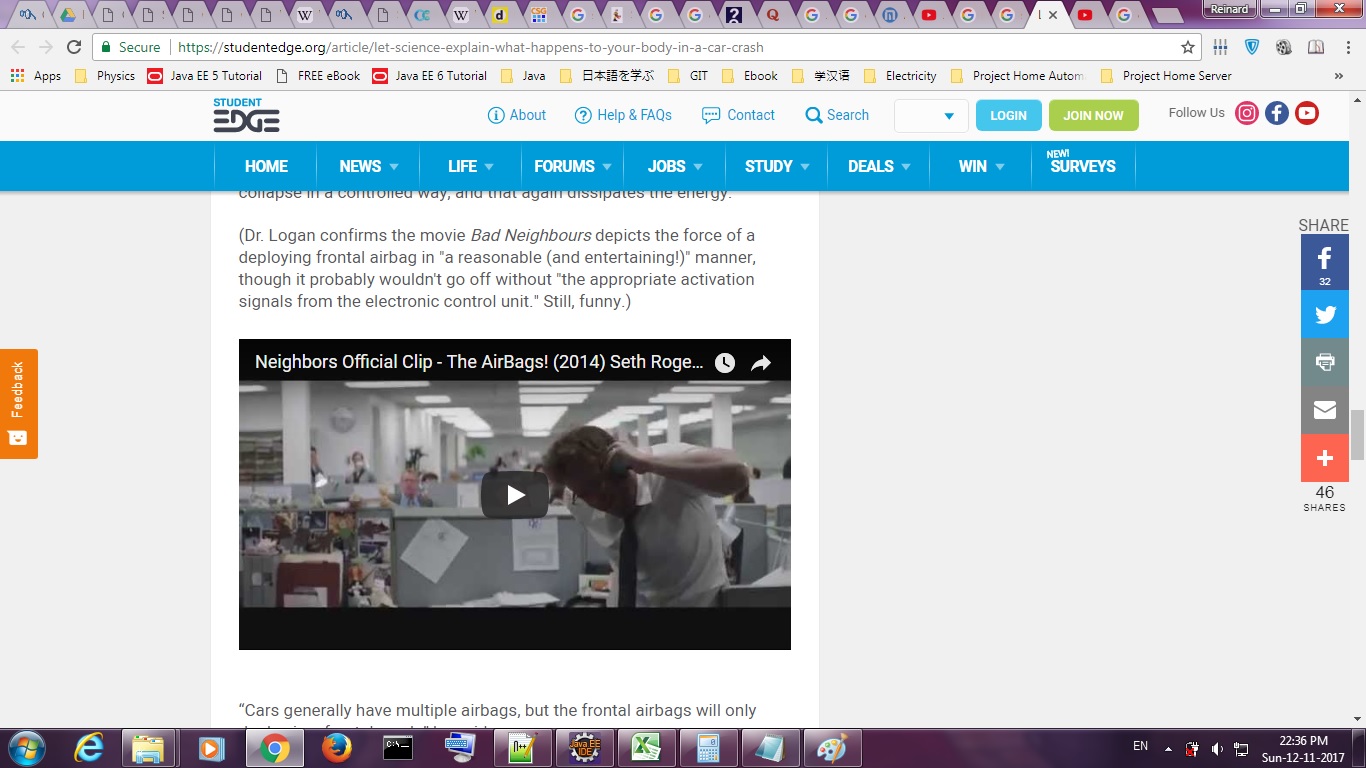 Reinard
Secure
https://studentedge.org/article/let-science-explain-what-happens-to-your-body-in-a-car-crash
Apps Physics Java EE 5 Tutorial FREE eBook Java EE 6 Tutorial Java 日本語を学ぶ GIT Ebook 学汉语 Electricity Project Home Autom Project Home Server »
STUDENT
EDGE
About Help & FAQs Contact Search LOGIN JOIN NOW Follow Us
HOME NEWS LIFE FORUMS JOBS STUDY DEALS WIN NEW! SURVEYS
collapse in a controlled way, and that again dissipates the energy.
(Dr. Logan confirms the movie Bad Neighbours depicts the force of a
deploying frontal airbag in "a reasonable (and entertaining!)" manner,
though it probably wouldn't go off without "the appropriate activation
signals from the electronic control unit." Still, funny.)
Neighbors Official Clip - The AirBags! (2014) Seth Roge...
“Cars generally have multiple airbags, but the frontal airbags will only
Feedback
SHARE
32
46
SHARES
Java EE
IDE
EN
22:36 PM
Sun-12-11-2017